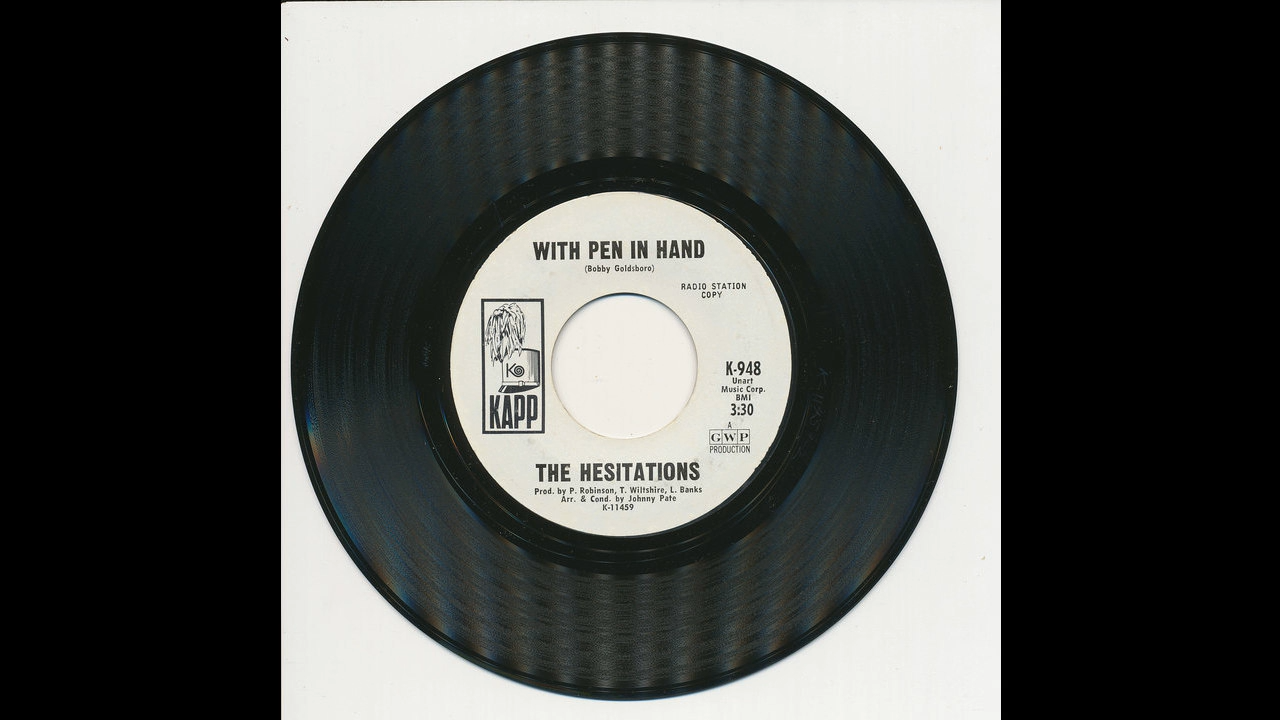 WITH PEN IN HAND
(Bobby Goldsboro)
RADIO STATION
COPY
K
KAPP
K-948
Unart
Music Corp.
BMI
3:30
A
GWP
PRODUCTION
THE HESITATIONS
Prod. by P. Robinson, T. Wiltshire, L. Banks
Arr. & Cond. by Johnny Pate
K-11459